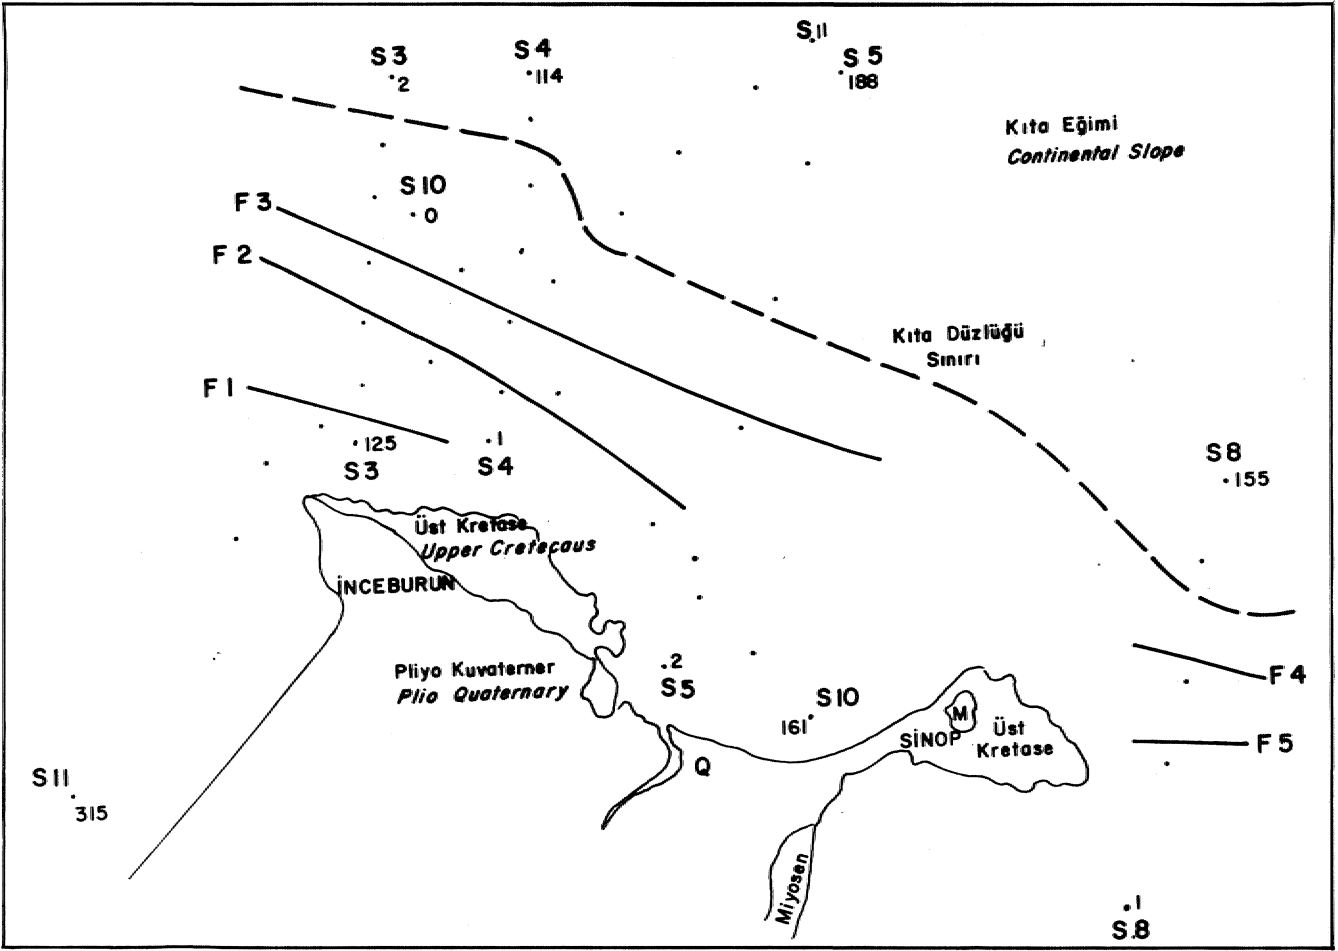 S11
S3
S4
S5
2
114
188
Kıta Eğimi
Continental Slope
S10
0
F3
F2
Kıta Düzlüğü
Sınırı
F1
125
1
S3
S4
S8
155
Üst Kretase
Upper Cretecaus
İNCEBURUN
Pliyo Kuvaterner
Plio Quaternary
2
S5
S10
161
M
SİNOP
Üst
Kretase
F4
F5
Q
S11
315
Miyosen
1
S.8